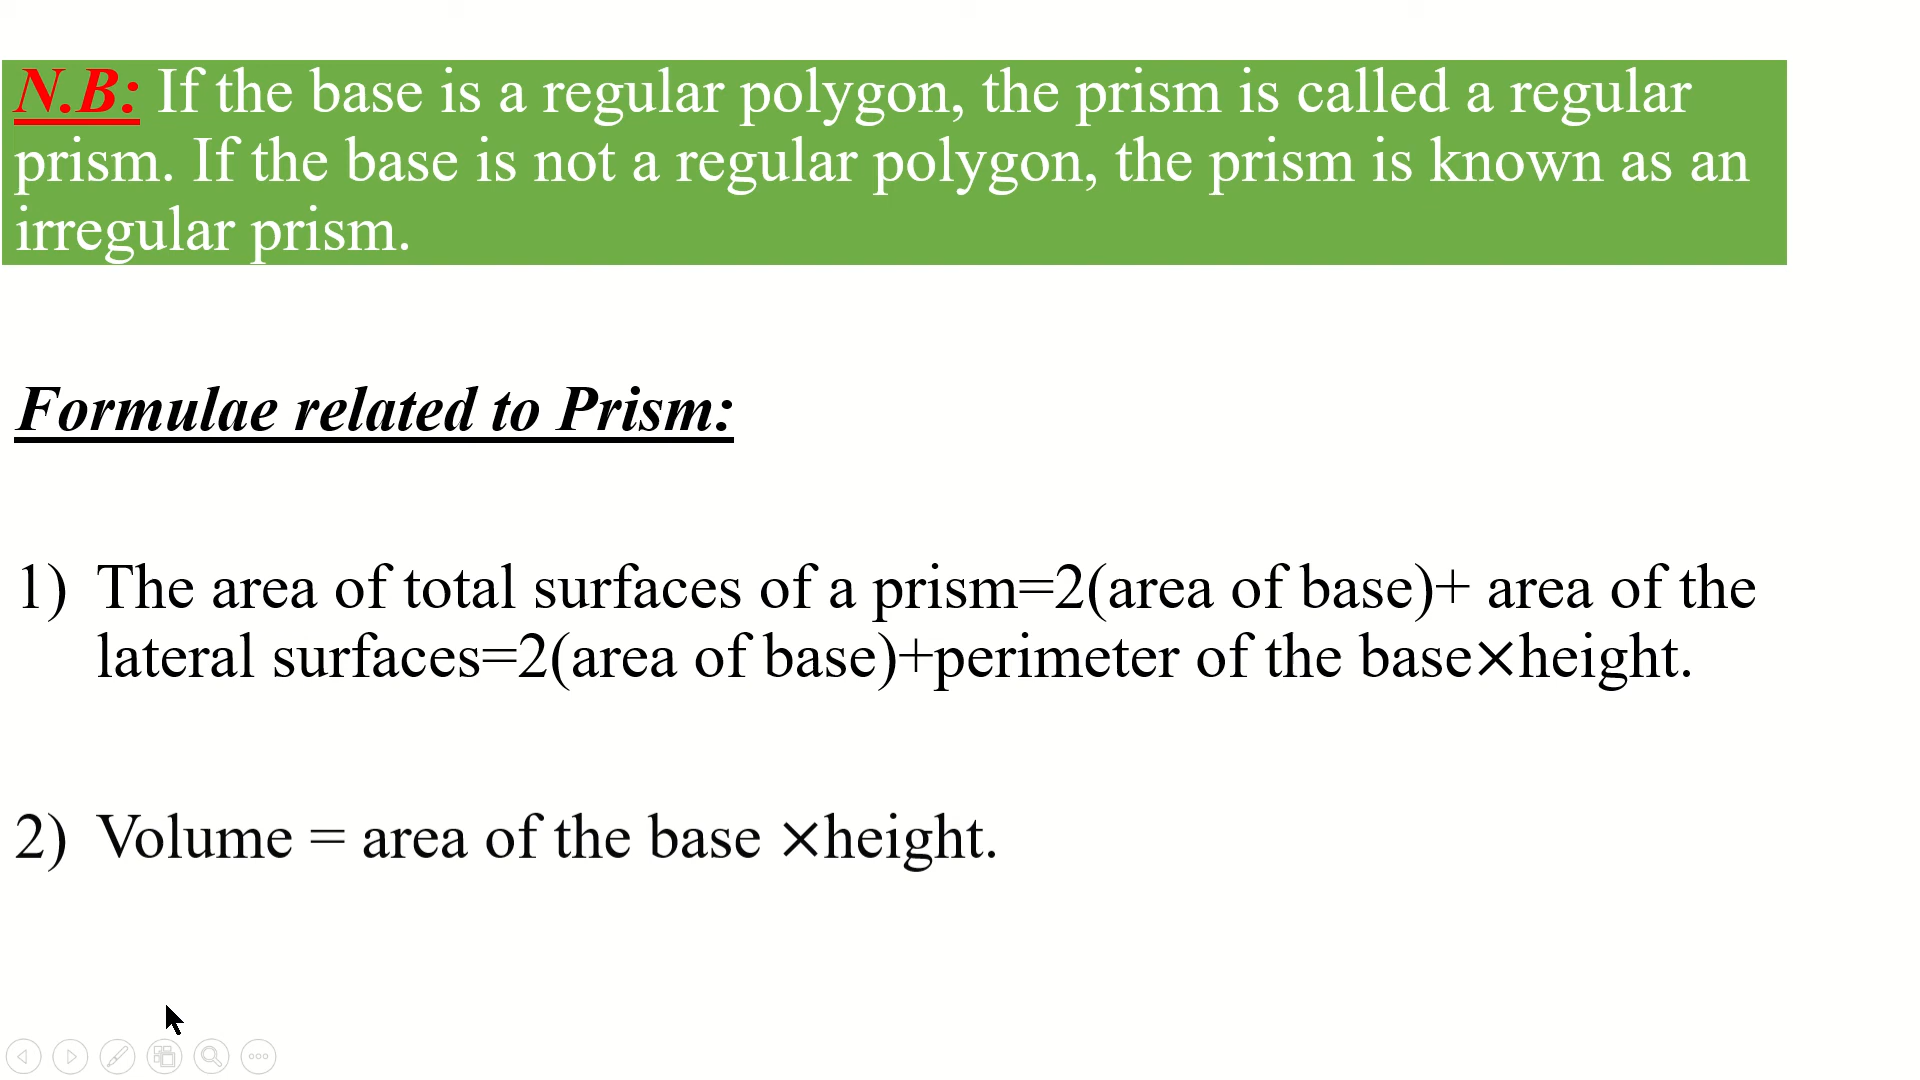 N.B: If the base is a regular polygon, the prism is called a regular
prism. If the base is not a regular polygon, the prism is known as an
irregular prism.
Formulae related to Prism:
1) The area of total surfaces of a prism=2(area of base)+ area of the
lateral surfaces=2(area of base)+perimeter of the base×height.
2) Volume = area of the base ×height.